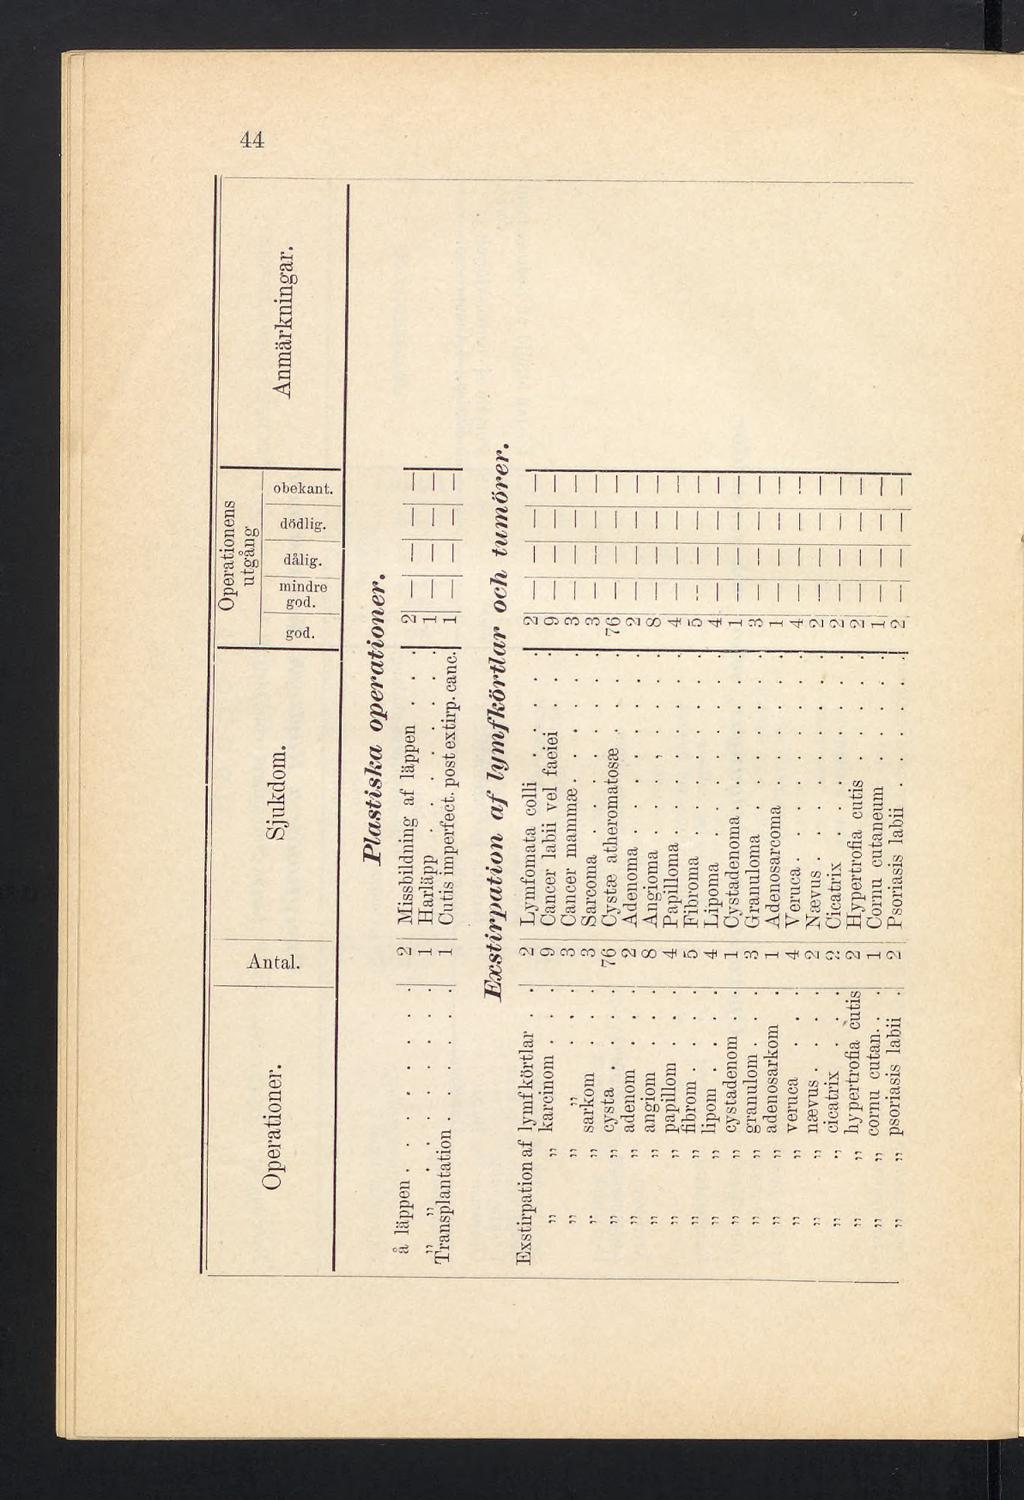 44
Operationer. Antal. Sjukdom. Operationens utgång Anmärkningar.
god. mindre god. dålig. dödlig. obekant.
Plastiska operationer.
å läppen . . . . . . 2 Missbildning af läppen . . 2 — — — —
„ „ . . . . . . 1 Harläpp . . . . . . 1 — — — —
Transplantation . . . . . 1 Cutis imperfect. post extirp. canc. 1 — — — —
Exstirpation af lymfkörtlar och tumörer.
Exstirpation af lymfkörtlar . . 2 Lymfomata colli . . . . . 2 — — — —
„ „ karcinom . . . 9 Cancer labii vel faeiei . . . 9 — — — —
„ „ „ . . . 3 Cancer mammæ . . . . . 3 — — — —
„ „ sarkom . . . 3 Sarcoma . . . . . . 3 — — — —
„ „ cysta . . . . 76 Cystæ atheromatosæ . . . . 76 — — — —
„ „ adenom . . . 2 Adenoma . . . . . . 2 — — — —
„ „ angiom . . . 8 Angioma . . . . . . 8 — — — —
„ „ papillom . . . 4 Papilloma . . . . . . 4 — — — —
„ „ fibrom . . . . 5 Fibroma . . . . . . 5 — — — —
„ „ lipom . . . . 4 Lipoma . . . . . . 4 — — — —
„ „ cystadenom . . 1 Cystadenoma . . . . . 1 — — — —
„ „ granulom . . . 3 Granuloma . . . . . 3 — — — —
„ „ adenosarkom . . 1 Adenosarcoma . . . . . 1 — — — —
„ „ veruca . . . 4 Veruca . . . . . . . 4 — — — —
„ „ nævus . . . . 2 Nævus . . . . . . . 2 — — — —
„ „ cicatrix . . . 2 Cicatrix . . . . . . 2 — — — —
„ „ hypertrofia cutis 2 Hypertrofia cutis . . . . 2 — — — —
„ „ cornu cutan. . . 1 Cornu cutaneum . . . . 1 — — — —
„ „ psoriasis labii . 2 Psoriasis labii . . . . . 2 — — — —